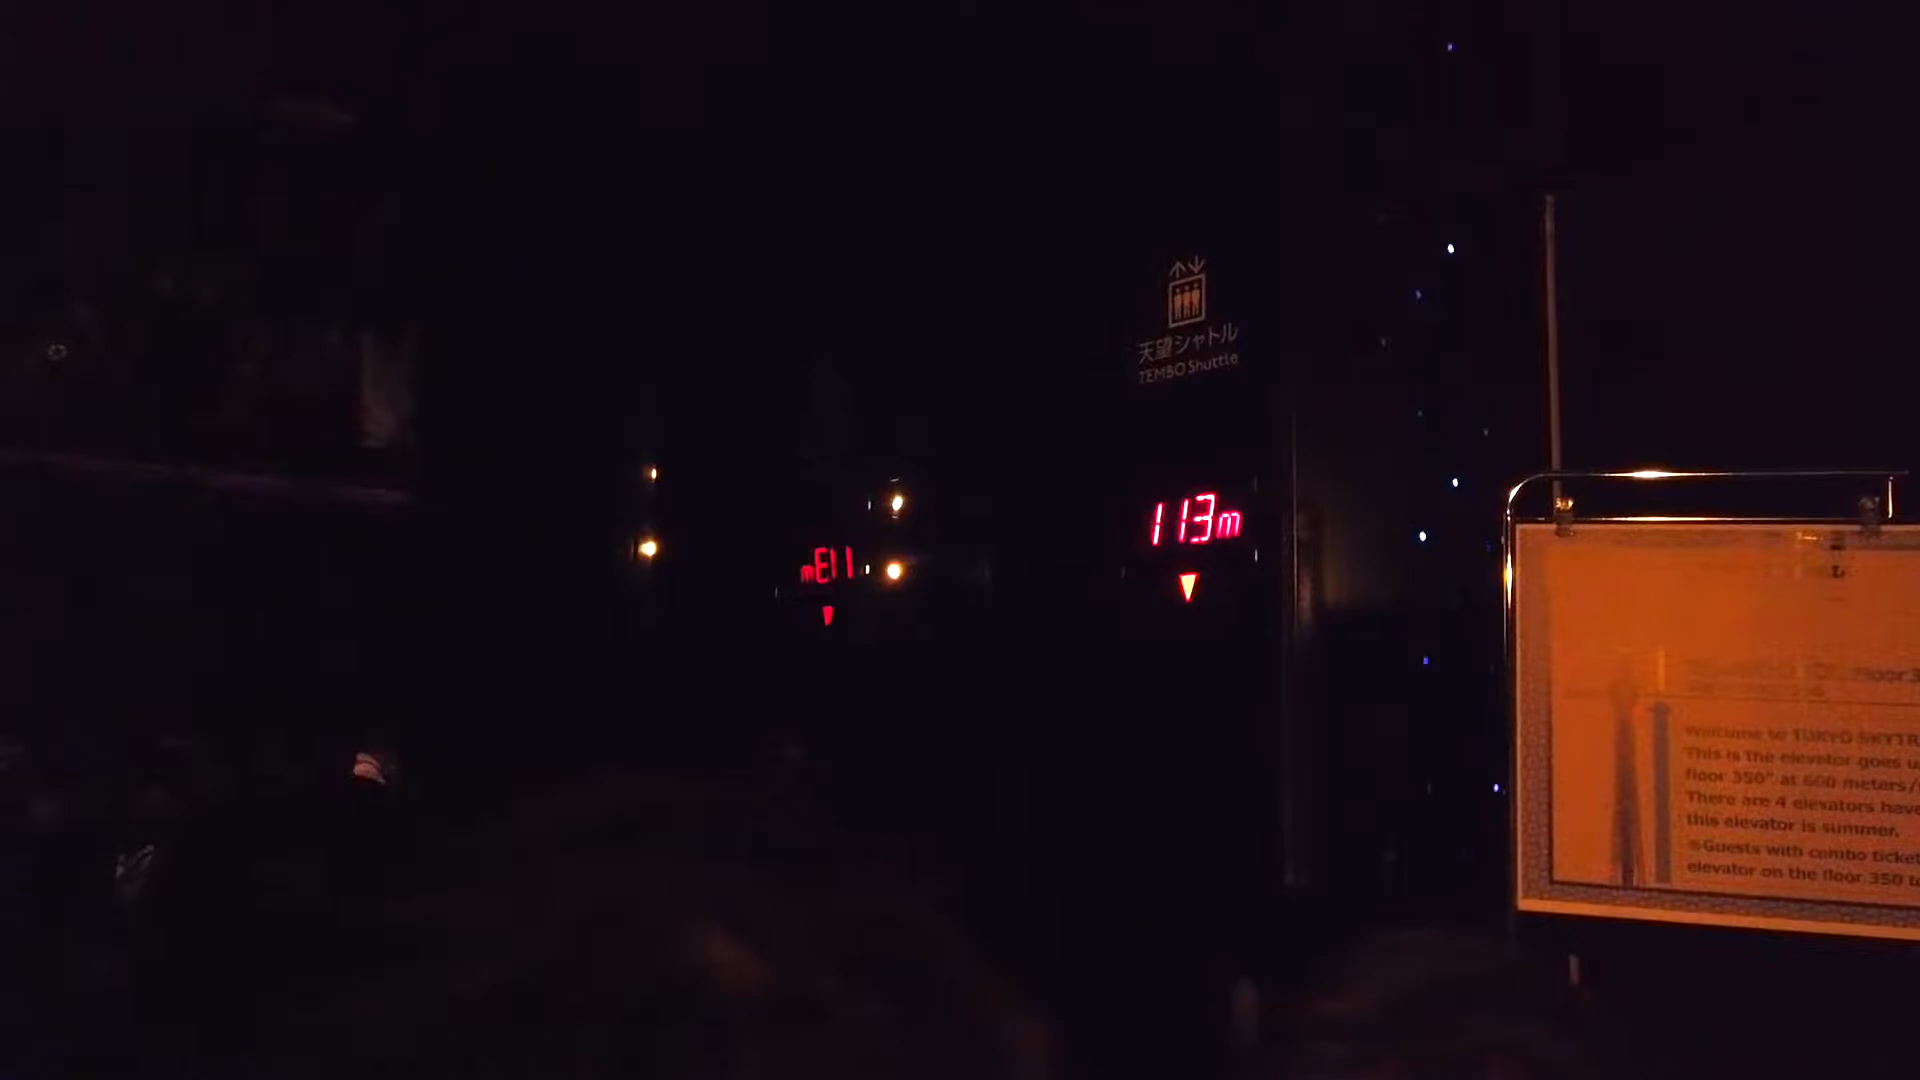 天望シャトル
TEMBO Shuttle
113m
Floor
Welcome to TOKYO SKYTR
This is the elevator goes u
floor 350" at 600 meters/
There are 4 elevators have
this elevator is summer.
※Guests with combo ticket
elevator on the floor 350 t